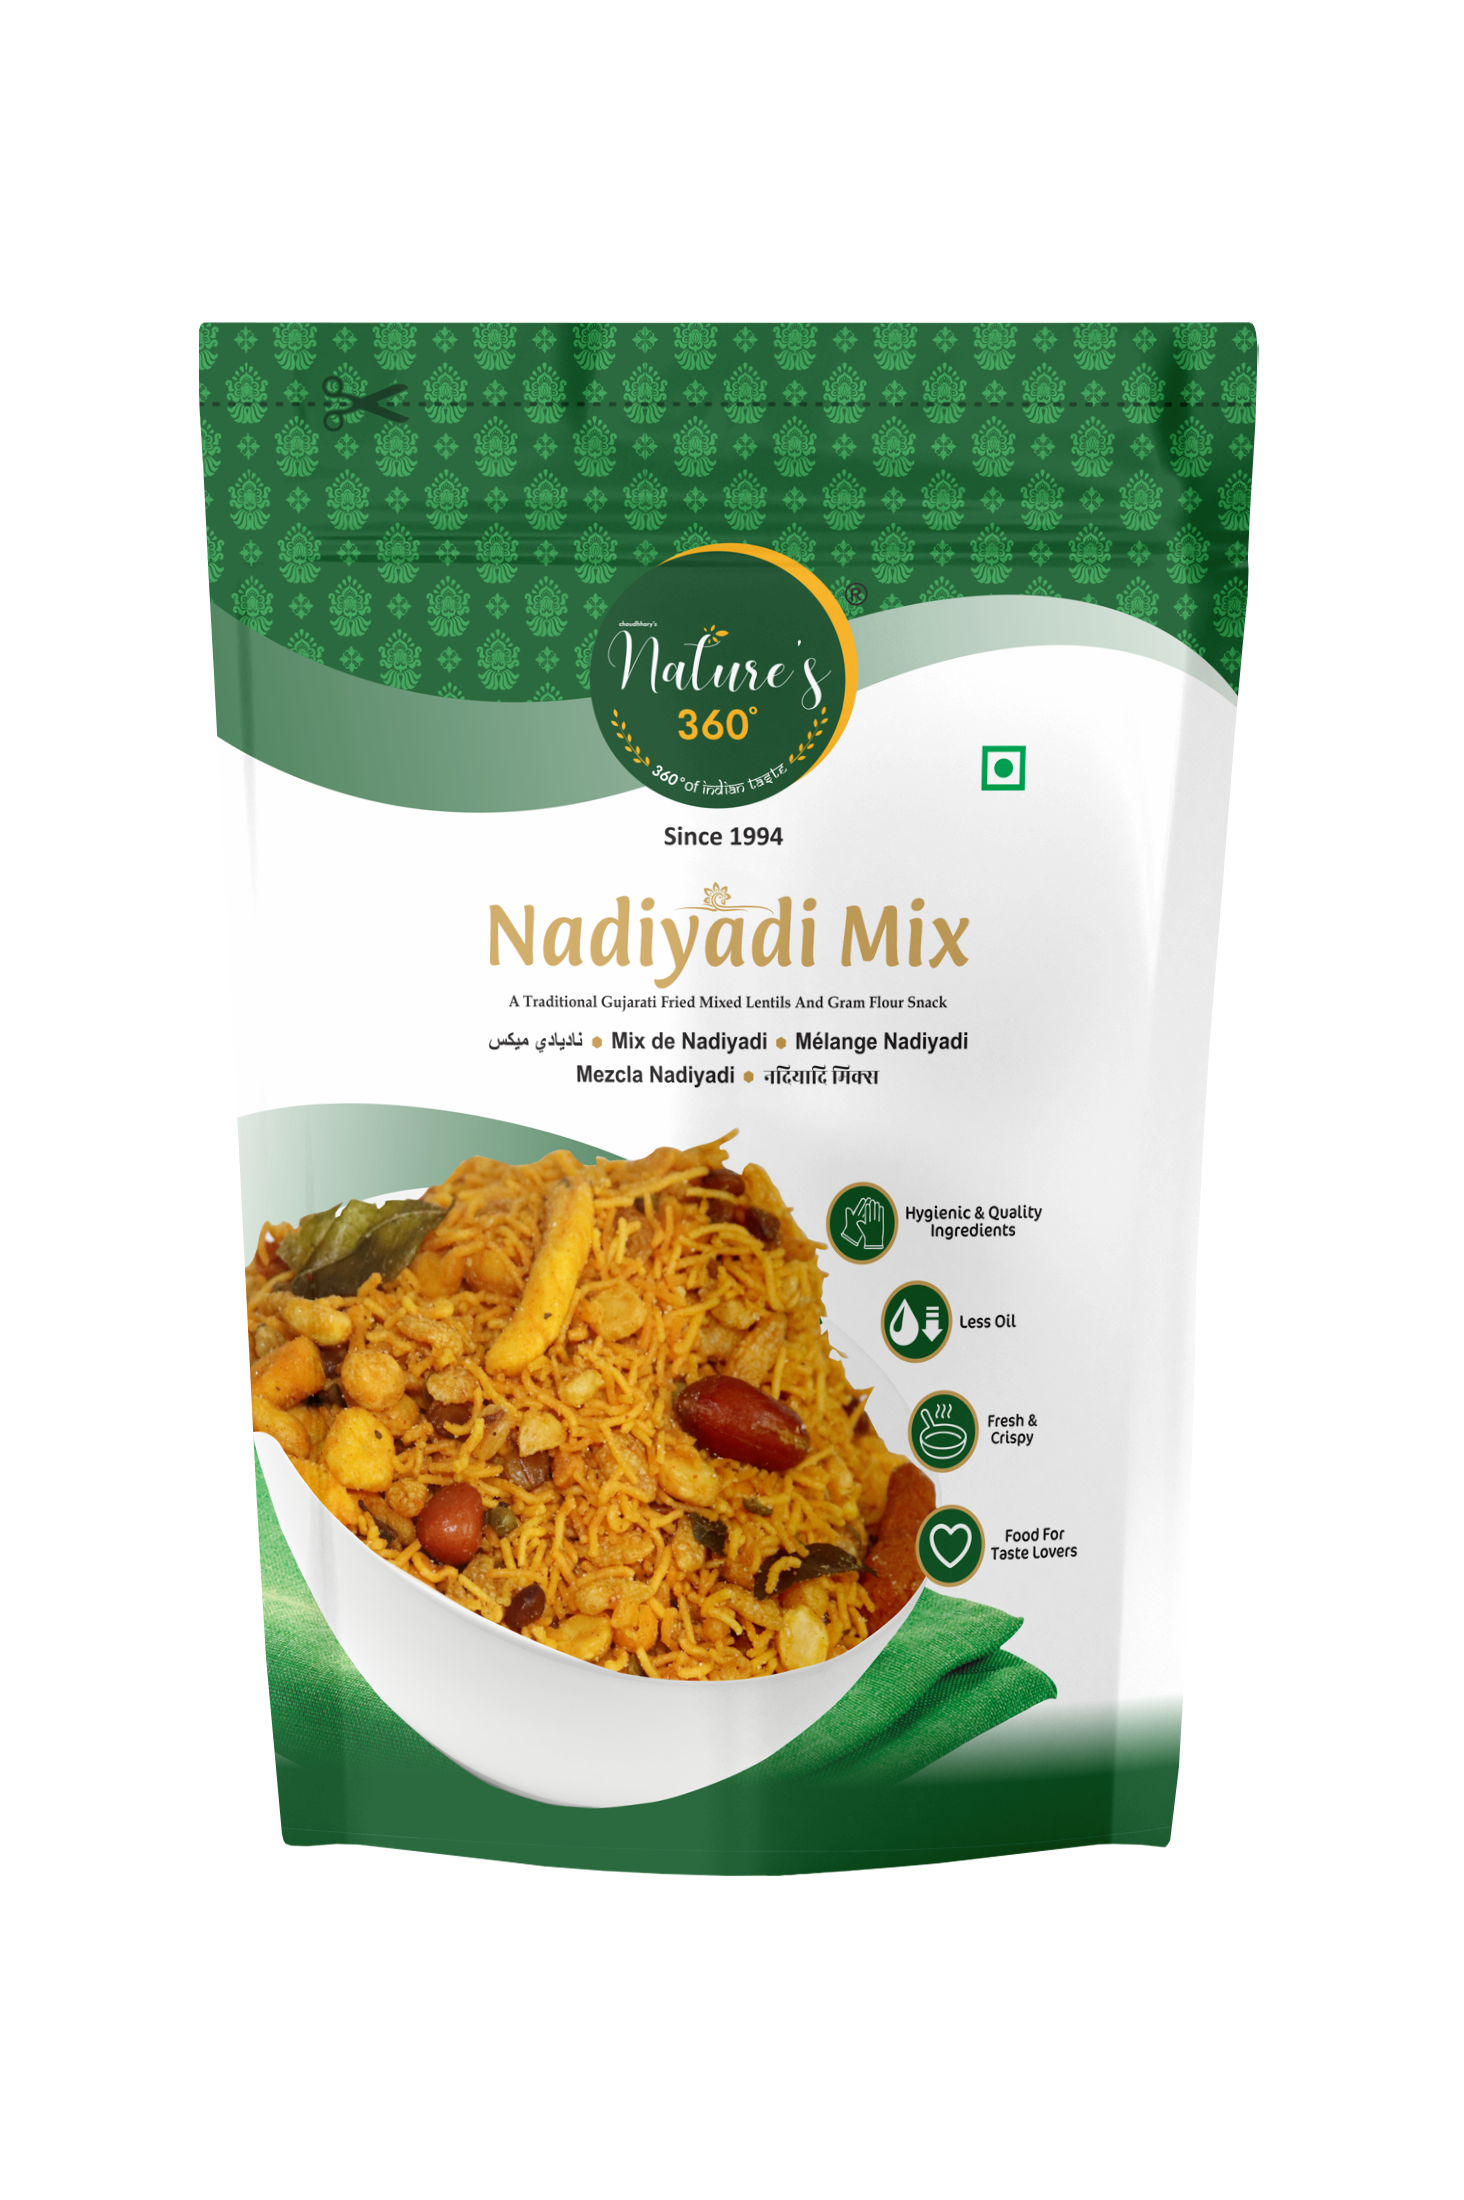 chaudhhary's
Nature's
®
360°
360° of indian taste
Since 1994
Nadiyadi Mix
A Traditional Gujarati Fried Mixed Lentils And Gram Flour Snack
ناديادي ميكس • Mix de Nadiyadi • Mélange Nadiyadi
Mezcla Nadiyadi • नदियादि मिक्स
Hygienic & Quality
Ingredients
Less Oil
Fresh &
Crispy
Food For
Taste Lovers